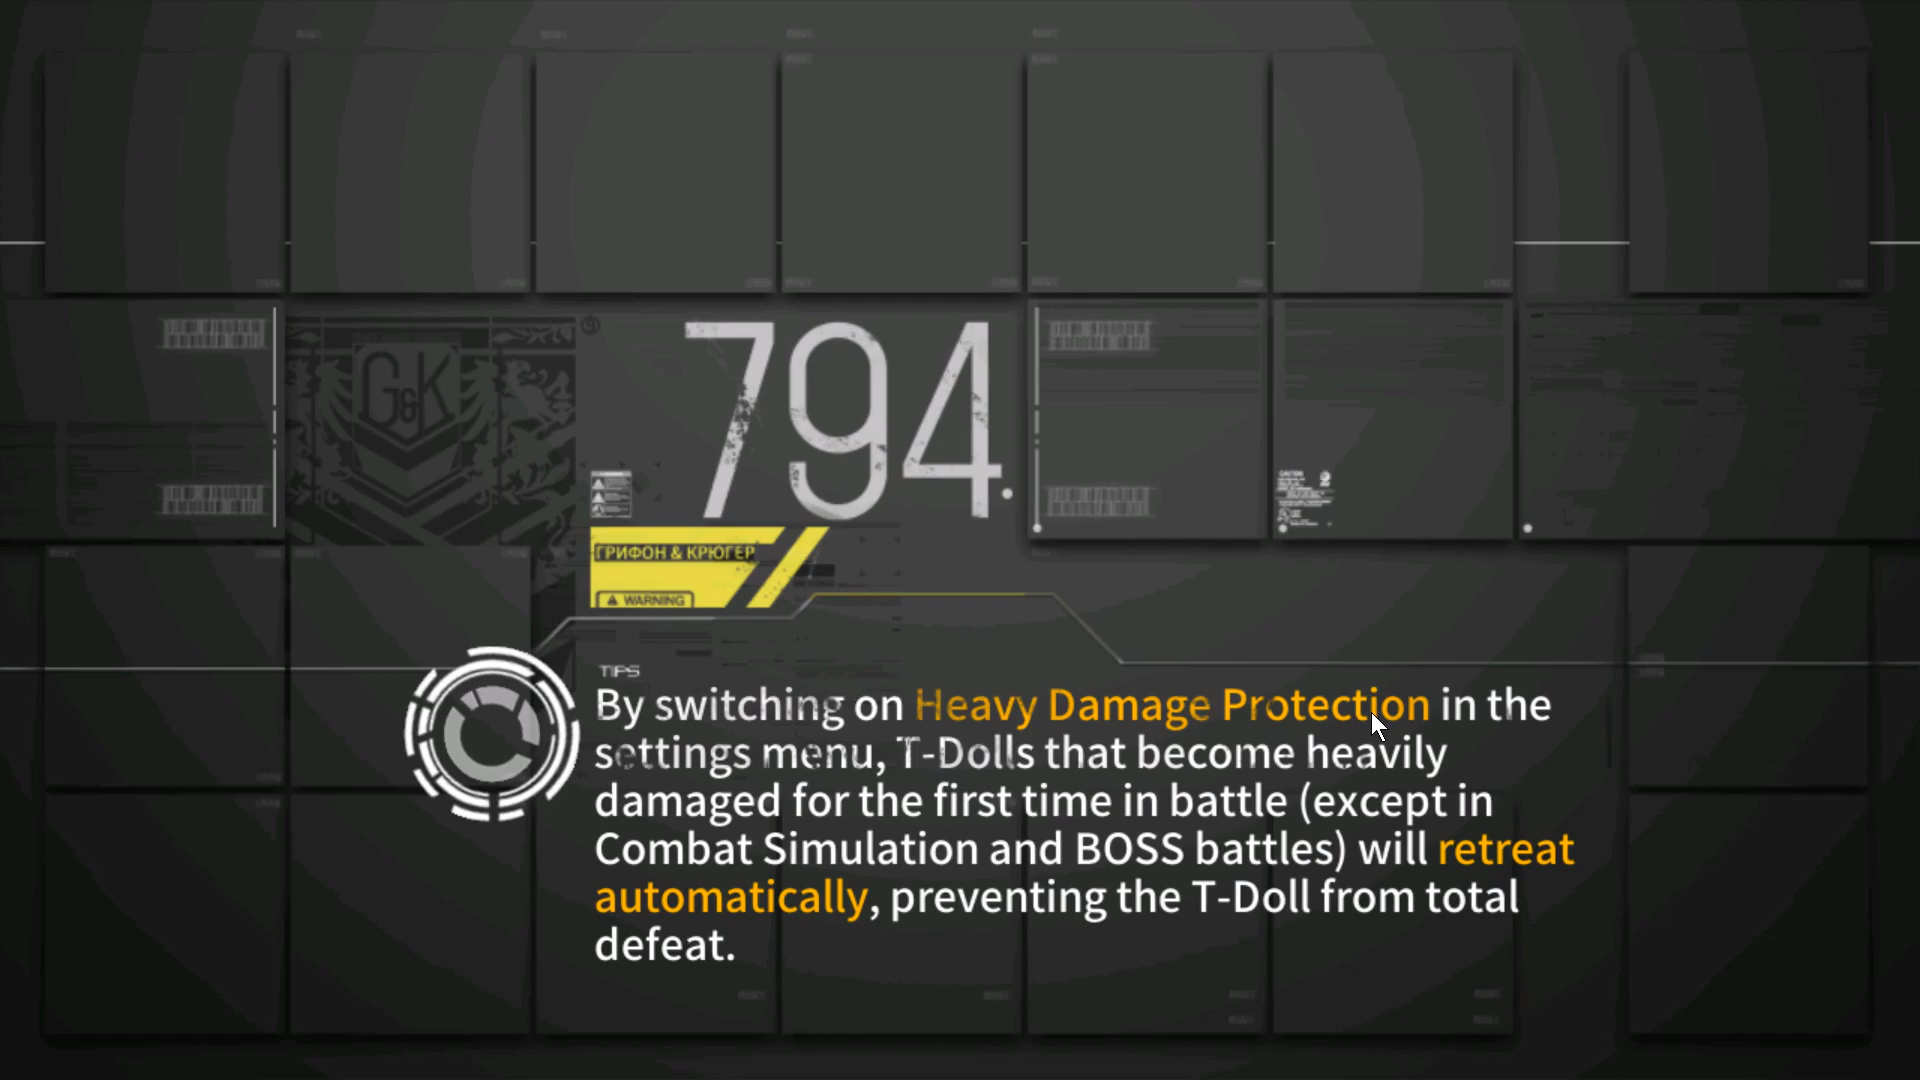 G&K
794.
ГРИФОН & КРЮГЕР
WARNING
CAUTION
TIPS
By switching on Heavy Damage Protection in the
settings menu, T-Dolls that become heavily
damaged for the first time in battle (except in
Combat Simulation and BOSS battles) will retreat
automatically, preventing the T-Doll from total
defeat.